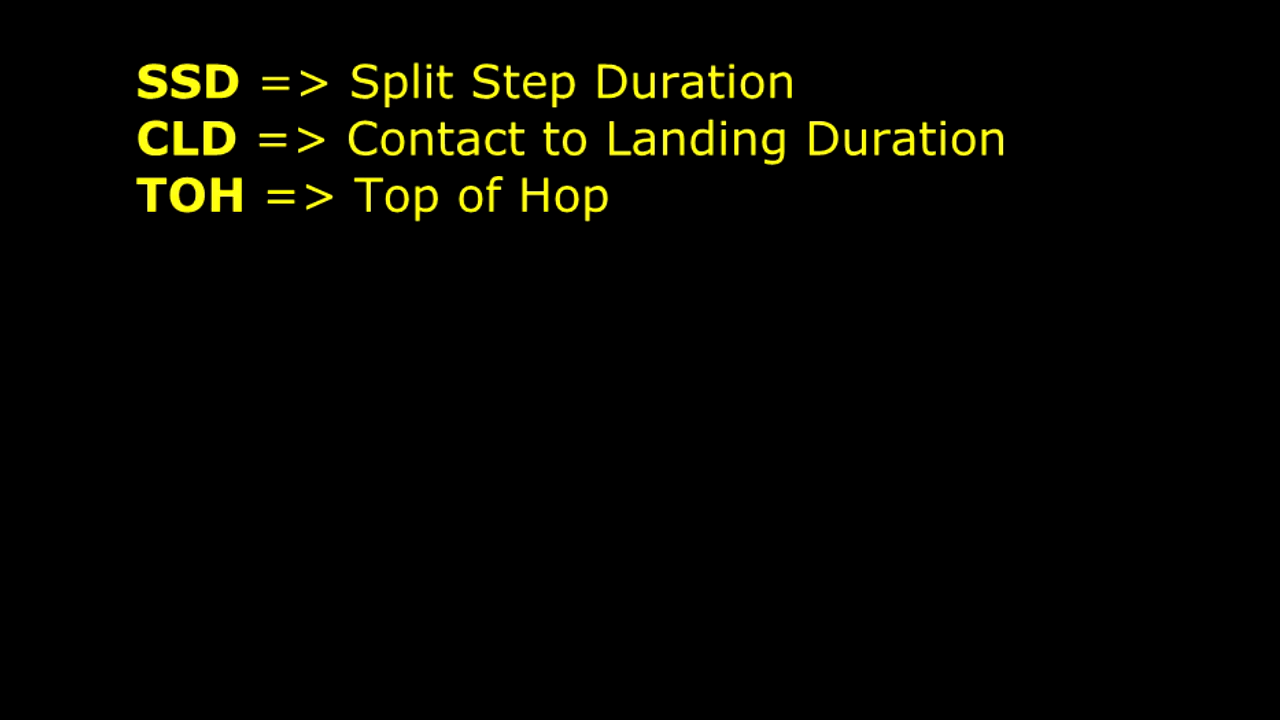 SSD => Split Step Duration
CLD => Contact to Landing Duration
TOH => Top of Hop